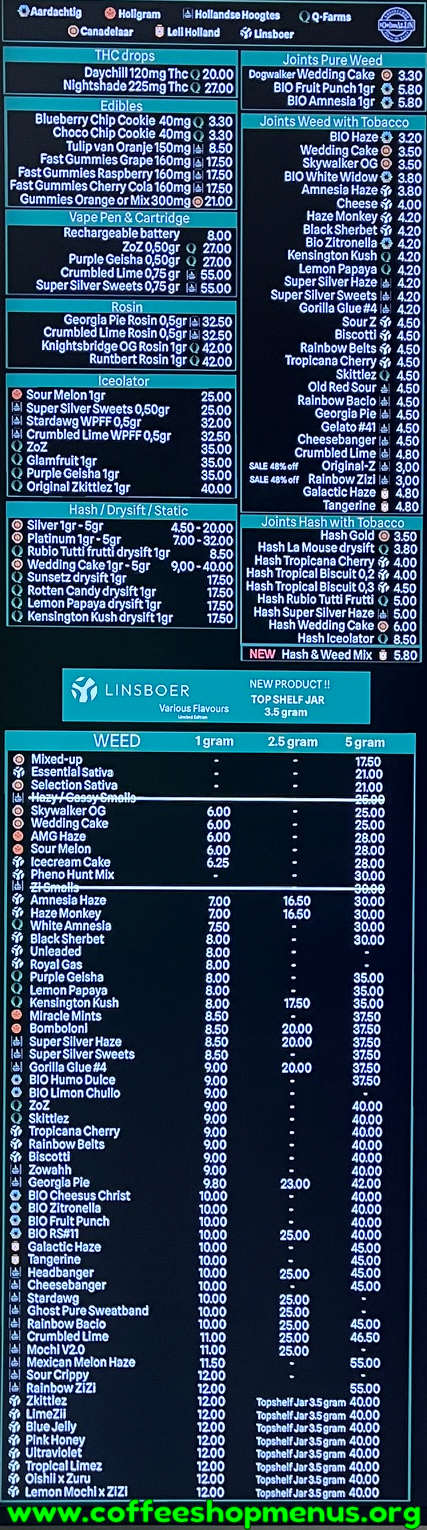 Aardachtig Holigram Hollandse Hoogtes Q-Farms
Canadelaar Leli Holland Linsboer
THC drops
Daychill 120mg Thc 20.00
Nightshade 225mg Thc 27.00
Edibles
Blueberry Chip Cookie 40mg 3.30
Choco Chip Cookie 40mg 3.30
Tulip van Oranje 150mg 8.50
Fast Gummies Grape 160mg 17.50
Fast Gummies Raspberry 160mg 17.50
Fast Gummies Cherry Cola 160mg 17.50
Gummies Orange or Mix 300mg 21.00
Vape Pen & Cartridge
Rechargeable battery 8.00
ZoZ 0,50gr 27.00
Purple Geisha 0,50gr 27.00
Crumbled Lime 0,75 gr 55.00
Super Silver Sweets 0,75 gr 55.00
Rosin
Georgia Pie Rosin 0,5gr 32.50
Crumbled Lime Rosin 0,5gr 32.50
Knightsbridge OG Rosin 1gr 42.00
Runtbert Rosin 1gr 42.00
Iceolator
Sour Melon 1gr 25.00
Super Silver Sweets 0,50gr 25.00
Stardawg WPFF 0,5gr 32.00
Crumbled Lime WPFF 0,5gr 32.50
ZoZ 35.00
Glamfruit 1gr 35.00
Purple Geisha 1gr 35.00
Original Zkittlez 1gr 40.00
Hash / Drysift / Static
Silver 1gr - 5gr 4.50 - 20.00
Platinum 1gr - 5gr 7.00 - 32.00
Rubio Tutti frutti drysift 1gr 8.50
Wedding Cake 1gr - 5gr 9,00 - 40.00
Sunsetz drysift 1gr 17.50
Rotten Candy drysift 1gr 17.50
Lemon Papaya drysift 1gr 17.50
Kensington Kush drysift 1gr 17.50
Joints Pure Weed
Dogwalker Wedding Cake 3.30
BIO Fruit Punch 1gr 5.80
BIO Amnesia 1gr 5.80
Joints Weed with Tobacco
BIO Haze 3.20
Wedding Cake 3.50
Skywalker OG 3.50
BIO White Widow 3.80
Amnesia Haze 3.80
Cheese 4.00
Haze Monkey 4.20
Black Sherbet 4.20
Bio Zitronella 4.20
Kensington Kush 4.20
Lemon Papaya 4.20
Super Silver Haze 4.20
Super Silver Sweets 4.20
Gorilla Glue #4 4.20
Sour Z 4.50
Biscotti 4.50
Rainbow Belts 4.50
Tropicana Cherry 4.50
Skittlez 4.50
Old Red Sour 4.50
Rainbow Bacio 4.50
Georgia Pie 4.50
Gelato #41 4.50
Cheesebanger 4.50
Crumbled Lime 4.80
SALE 48% off Original-Z 3,00
SALE 48% off Rainbow Zizi 3,00
Galactic Haze 4.80
Tangerine 4.80
Joints Hash with Tobacco
Hash Gold 3.50
Hash La Mouse drysift 3.80
Hash Tropicana Cherry 4.00
Hash Tropical Biscuit 0,2 4.00
Hash Tropical Biscuit 0,3 4.50
Hash Rubio Tutti Frutti 5.00
Hash Super Silver Haze 5.00
Hash Wedding Cake 6.00
Hash Iceolator 8.50
NEW Hash & Weed Mix 5.80
LINSBOER
NEW PRODUCT !!
Various Flavours
Limited Edition
TOP SHELF JAR
3.5 gram
WEED 1 gram 2.5 gram 5 gram
Mixed-up - - 17.50
Essential Sativa - - 21.00
Selection Sativa - - 21.00
Hazy / Gassy Smalls 25.00
Skywalker OG 6.00 - 25.00
Wedding Cake 6.00 - 25.00
AMG Haze 6.00 - 28.00
Sour Melon 6.00 - 28.00
Icecream Cake 6.25 - 28.00
Pheno Hunt Mix - - 30.00
ZI Smalls 30.00
Amnesia Haze 7.00 16.50 30.00
Haze Monkey 7.00 16.50 30.00
White Amnesia 7.50 - 30.00
Black Sherbet 8.00 - 30.00
Unleaded 8.00 - -
Royal Gas 8.00 - -
Purple Geisha 8.00 - 35.00
Lemon Papaya 8.00 - 35.00
Kensington Kush 8.00 17.50 35.00
Miracle Mints 8.50 - 37.50
Bomboloni 8.50 20.00 37.50
Super Silver Haze 8.50 20.00 37.50
Super Silver Sweets 8.50 - 37.50
Gorilla Glue #4 9.00 20.00 37.50
BIO Humo Dulce 9.00 - 37.50
BIO Limon Chullo 9.00 - -
ZoZ 9.00 - 40.00
Skittlez 9.00 - 40.00
Tropicana Cherry 9.00 - 40.00
Rainbow Belts 9.00 - 40.00
Biscotti 9.00 - 40.00
Zowahh 9.00 - 40.00
Georgia Pie 9.80 23.00 42.00
BIO Cheesus Christ 10.00 - 40.00
BIO Zitronella 10.00 - 40.00
BIO Fruit Punch 10.00 - 40.00
BIO RS#11 10.00 25.00 40.00
Galactic Haze 10.00 - 45.00
Tangerine 10.00 - 45.00
Headbanger 10.00 25.00 45.00
Cheesebanger 10.00 - 45.00
Stardawg 10.00 25.00 -
Ghost Pure Sweatband 10.00 25.00 -
Rainbow Bacio 10.00 25.00 45.00
Crumbled Lime 11.00 25.00 46.50
Mochi V2.0 11.00 25.00 -
Mexican Melon Haze 11.50 - 55.00
Sour Crippy 12.00 - -
Rainbow ZiZi 12.00 55.00
Zkittlez 12.00 Topshelf Jar 3.5 gram 40.00
LimeZii 12.00 Topshelf Jar 3.5 gram 40.00
Blue Jelly 12.00 Topshelf Jar 3.5 gram 40.00
Pink Honey 12.00 Topshelf Jar 3.5 gram 40.00
Ultraviolet 12.00 Topshelf Jar 3.5 gram 40.00
Tropical Limez 12.00 Topshelf Jar 3.5 gram 40.00
Oishii x Zuru 12.00 Topshelf Jar 3.5 gram 40.00
Lemon Mochi x ZiZi 12.00 Topshelf Jar 3.5 gram 40.00
www.coffeeshopmenus.org